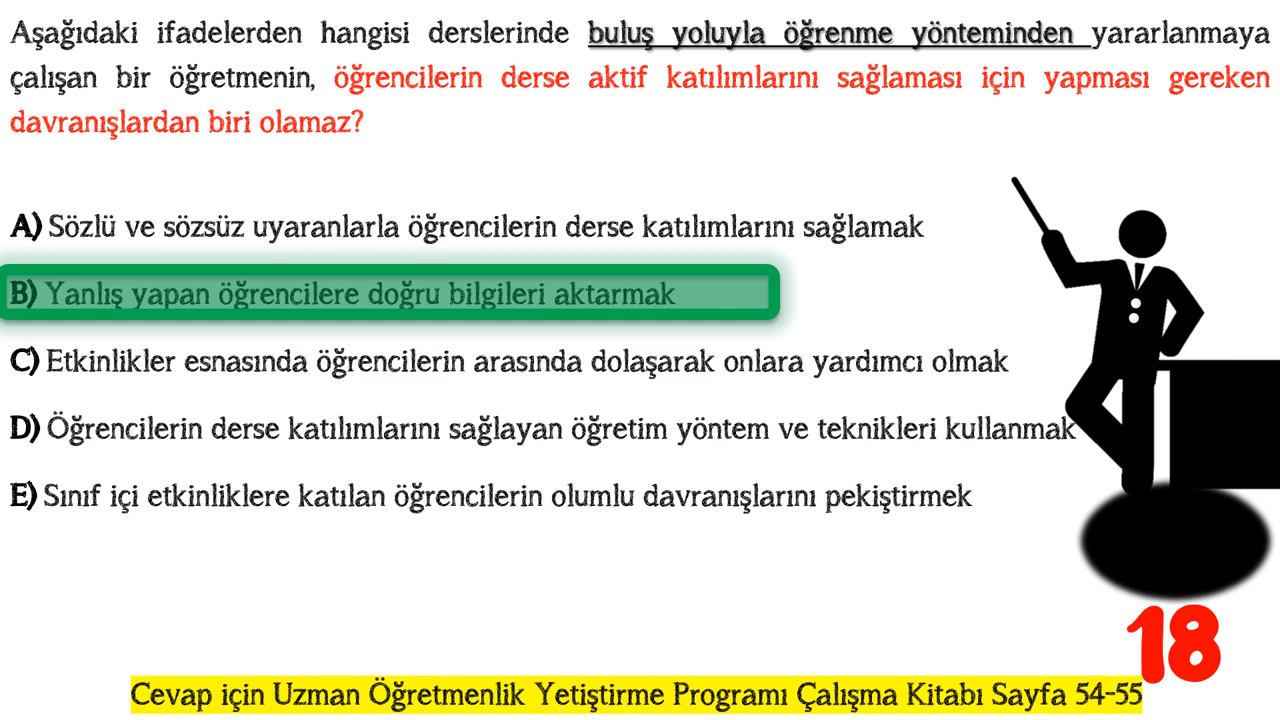 Aşağıdaki ifadelerden hangisi derslerinde buluş yoluyla öğrenme yönteminden yararlanmaya
çalışan bir öğretmenin, öğrencilerin derse aktif katılımlarını sağlaması için yapması gereken
davranışlardan biri olamaz?
A) Sözlü ve sözsüz uyaranlarla öğrencilerin derse katılımlarını sağlamak
B) Yanlış yapan öğrencilere doğru bilgileri aktarmak
C) Etkinlikler esnasında öğrencilerin arasında dolaşarak onlara yardımcı olmak
D) Öğrencilerin derse katılımlarını sağlayan öğretim yöntem ve teknikleri kullanmak
E) Sınıf içi etkinliklere katılan öğrencilerin olumlu davranışlarını pekiştirmek
18
Cevap için Uzman Öğretmenlik Yetiştirme Programı Çalışma Kitabı Sayfa 54-55